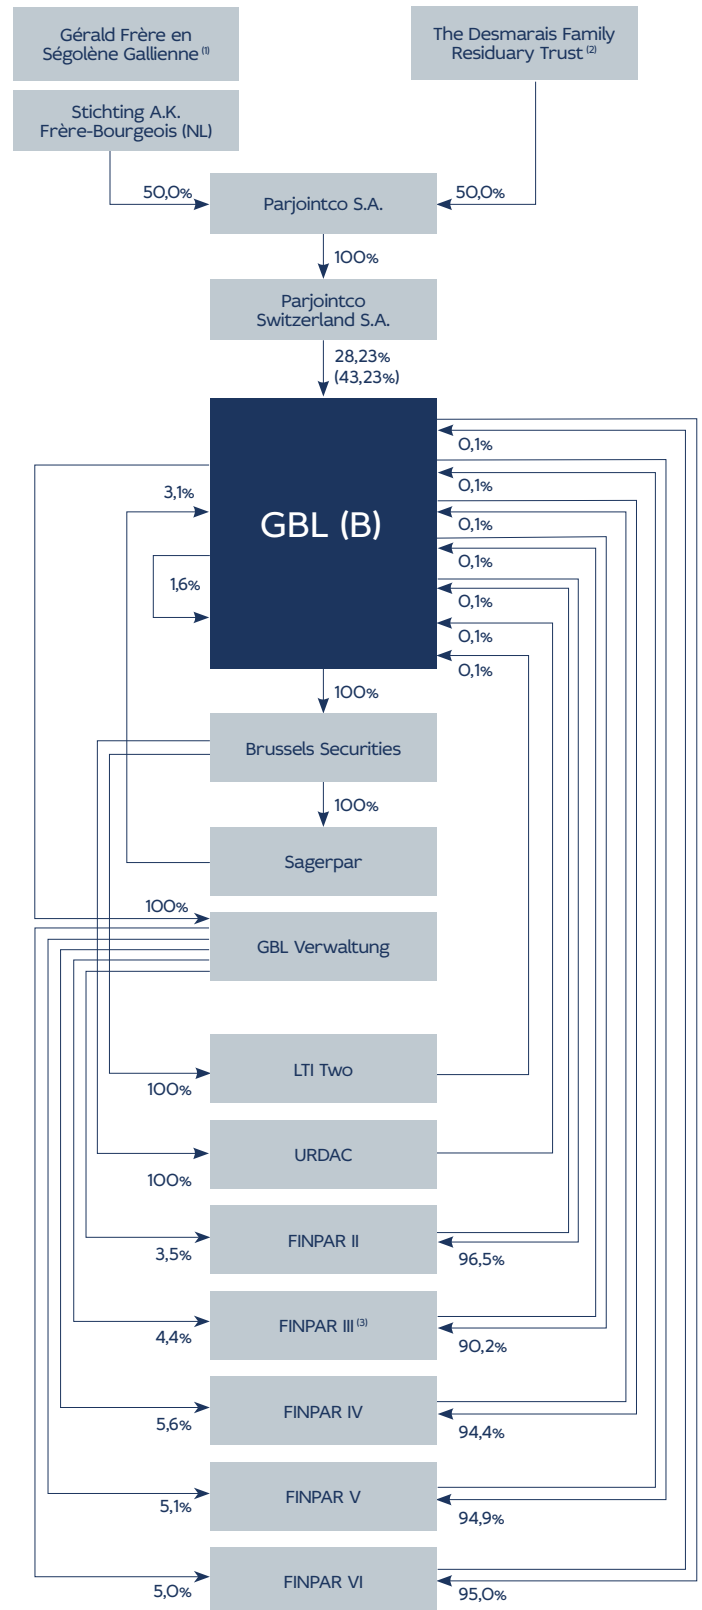 Gérald Frère en
Ségolène Gallienne (1)
The Desmarais Family
Residuary Trust (2)
Stichting A.K.
Frère-Bourgeois (NL)
50,0%
Parjointco S.A.
50,0%
100%
Parjointco
Switzerland S.A.
28,23%
(43,23%)
0,1%
0,1%
3,1%
GBL (B)
0,1%
0,1%
1,6%
0,1%
0,1%
0,1%
100%
Brussels Securities
100%
Sagerpar
100%
GBL Verwaltung
LTI Two
100%
URDAC
100%
FINPAR II
3,5%
96,5%
FINPAR III (3)
4,4%
90,2%
FINPAR IV
5,6%
94,4%
FINPAR V
5,1%
94,9%
FINPAR VI
5,0%
95,0%